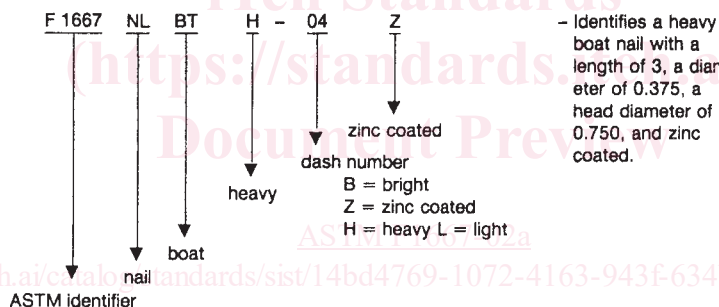 F 1667 NL BT H – 04 Z
– Identifies a heavy
boat nail with a
length of 3, a diam
eter of 0.375, a
head diameter of
0.750, and zinc
coated.
zinc coated
dash number
B = bright
Z = zinc coated
H = heavy L = light
heavy
boat
nail
ASTM identifier
iTeh Standards
(https://standards.iteh.a
Document Preview
ASTM F1667-02a
h.ai/catalog/standards/sist/14bd4769-1072-4163-943f-634